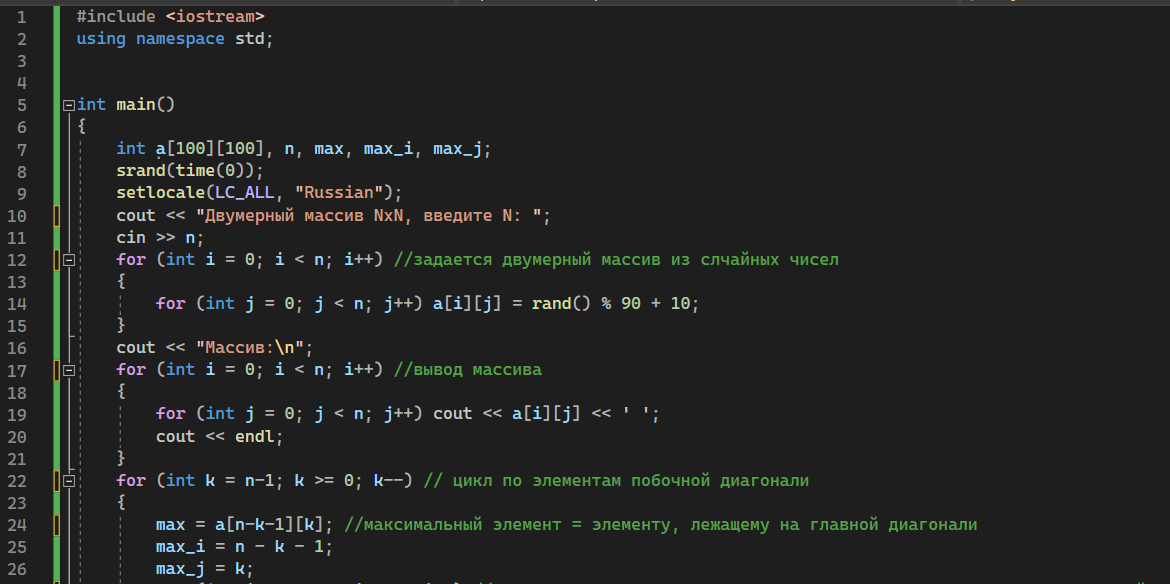 1 #include <iostream>
2 using namespace std;
3
4
5 int main()
6 {
7 int a[100][100], n, max, max_i, max_j;
8 srand(time(0));
9 setlocale(LC_ALL, "Russian");
10 cout << "Двумерный массив NxN, введите N: ";
11 cin >> n;
12 for (int i = 0; i < n; i++) //задается двумерный массив из слчайных чисел
13 {
14 for (int j = 0; j < n; j++) a[i][j] = rand() % 90 + 10;
15 }
16 cout << "Массив:\n";
17 for (int i = 0; i < n; i++) //вывод массива
18 {
19 for (int j = 0; j < n; j++) cout << a[i][j] << ' ';
20 cout << endl;
21 }
22 for (int k = n-1; k >= 0; k--) // цикл по элементам побочной диагонали
23 {
24 max = a[n-k-1][k]; //максимальный элемент = элементу, лежащему на главной диагонали
25 max_i = n - k - 1;
26 max_j = k;